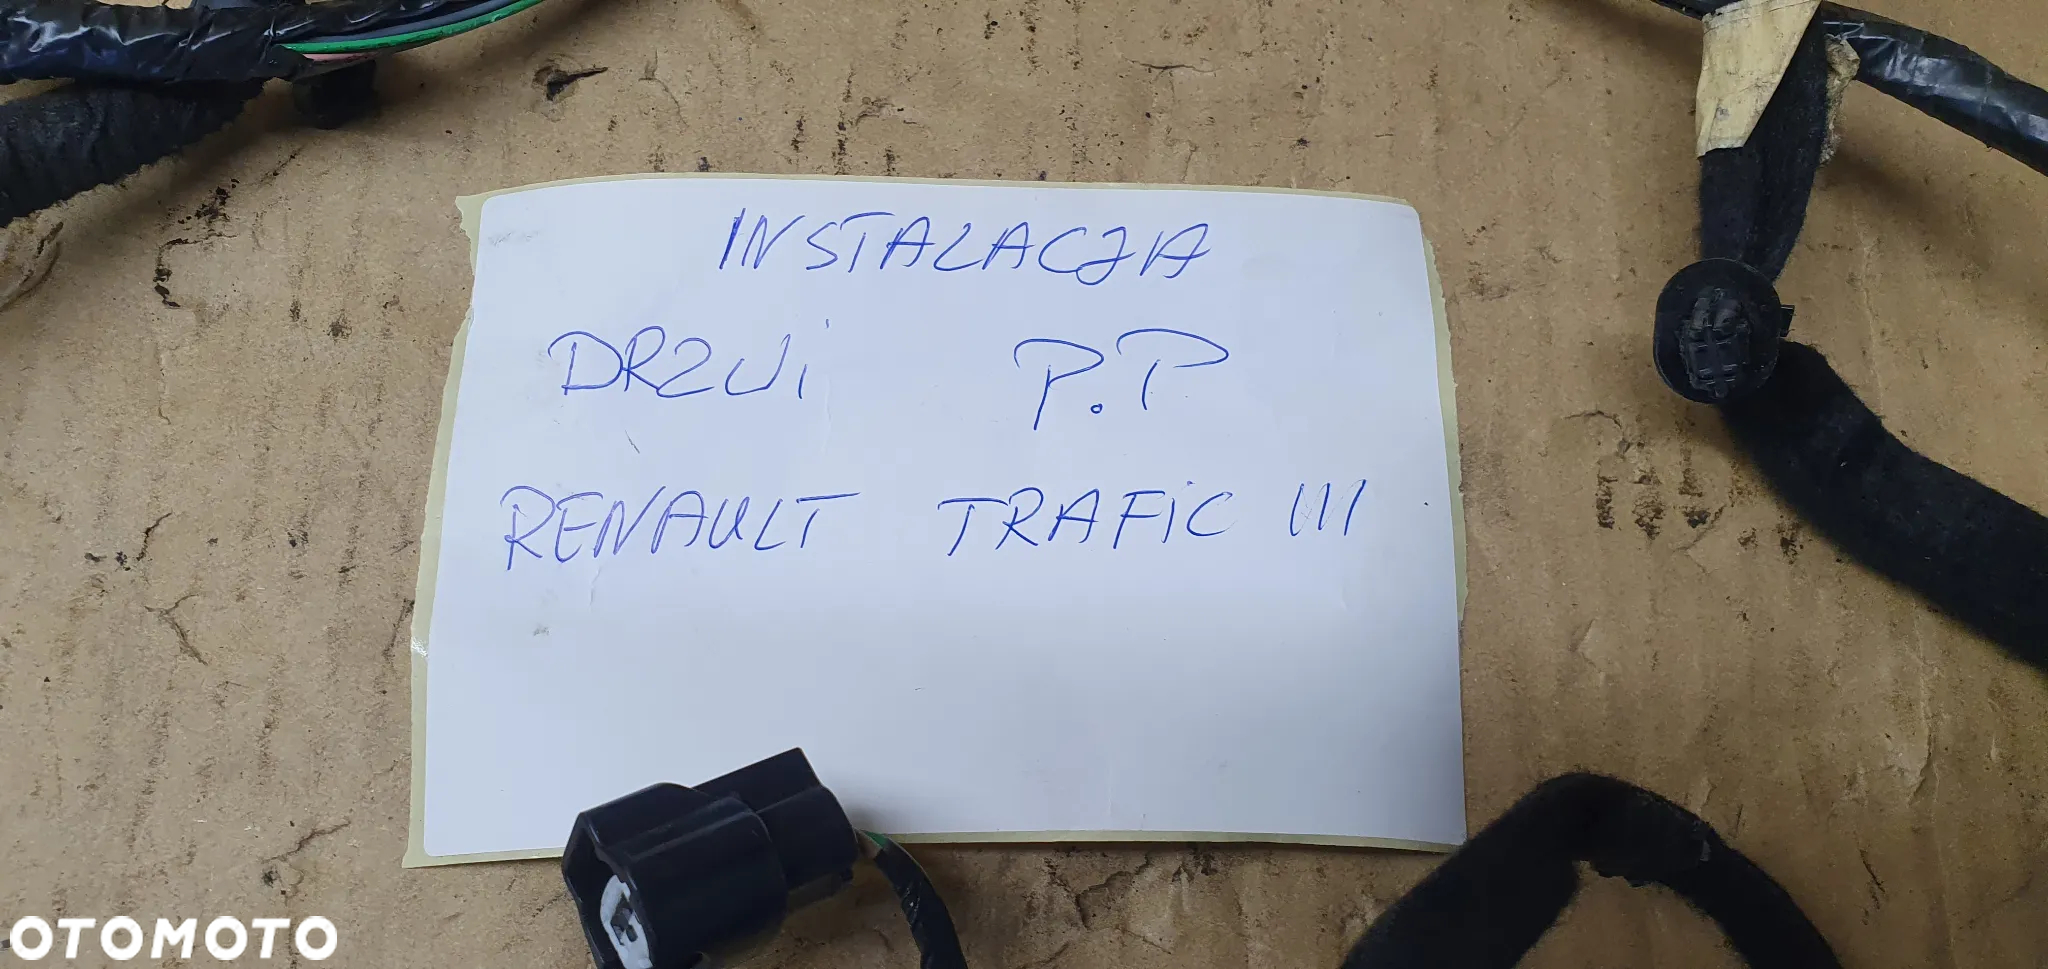 INSTALACJA
DRZWi P.P
RENAULT TRAFiC III
OTOMOTO